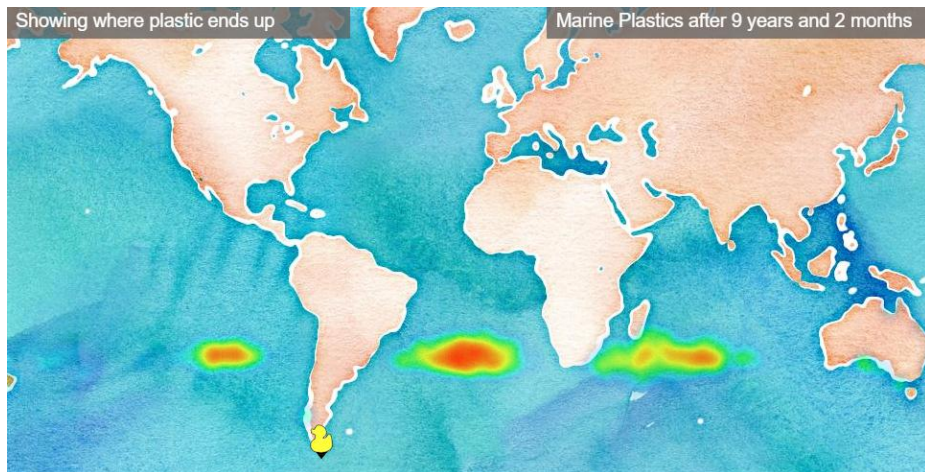 Showing where plastic ends up
Marine Plastics after 9 years and 2 months